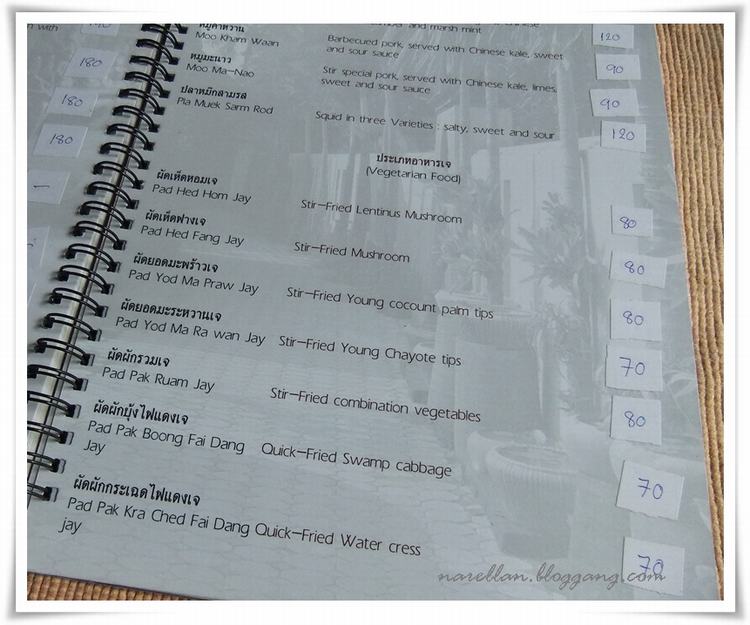 with
180
180
180
หมูคำหวาน
Moo Kham Waan
Barbecued pork, served with Chinese kale, sweet
and sour sauce
and marsh mint
120
หมูมะนาว
Moo Ma-Nao
Stir special pork, served with Chinese kale, limes,
sweet and sour sauce
90
ปลาหมึกสามรส
Pla Muek Sarm Rod
Squid in three Varieties : salty, sweet and sour
90
120
ประเภทอาหารเจ
(Vegetarian Food)
ผัดเห็ดหอมเจ
Pad Hed Hom Jay
Stir-Fried Lentinus Mushroom
80
ผัดเห็ดฟางเจ
Pad Hed Fang Jay
Stir-Fried Mushroom
80
ผัดยอดมะพร้าวเจ
Pad Yod Ma Praw Jay
Stir-Fried Young cocount palm tips
80
ผัดยอดมะระหวานเจ
Pad Yod Ma Ra wan Jay
Stir-Fried Young Chayote tips
70
ผัดผักรวมเจ
Pad Pak Ruam Jay
Stir-Fried combination vegetables
80
ผัดผักบุ้งไฟแดงเจ
Pad Pak Boong Fai Dang
Jay
Quick-Fried Swamp cabbage
70
ผัดผักกระเฉดไฟแดงเจ
Pad Pak Kra Ched Fai Dang Quick-Fried Water cress
jay
70
narellan.bloggang.com